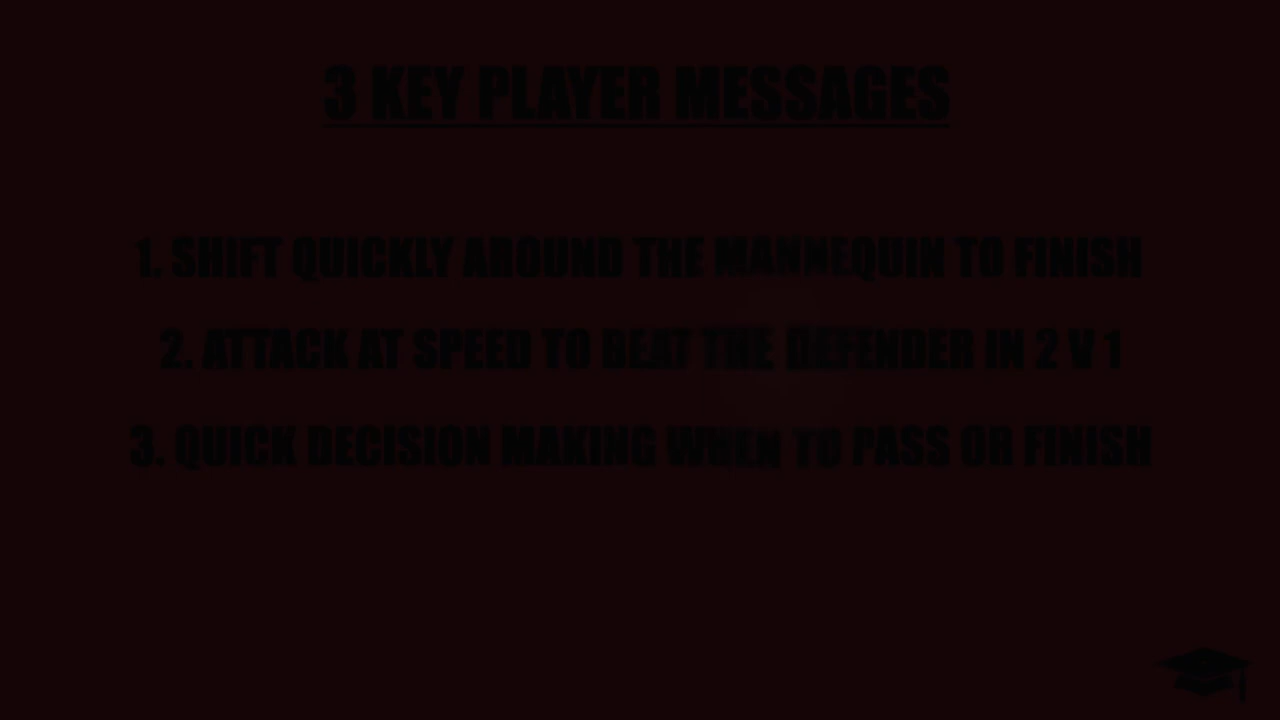 3 KEY PLAYER MESSAGES
1. SHIFT QUICKLY AROUND THE MANNEQUIN TO FINISH
2. ATTACK AT SPEED TO BEAT THE DEFENDER IN 2 V 1
3. QUICK DECISION MAKING WHEN TO PASS OR FINISH